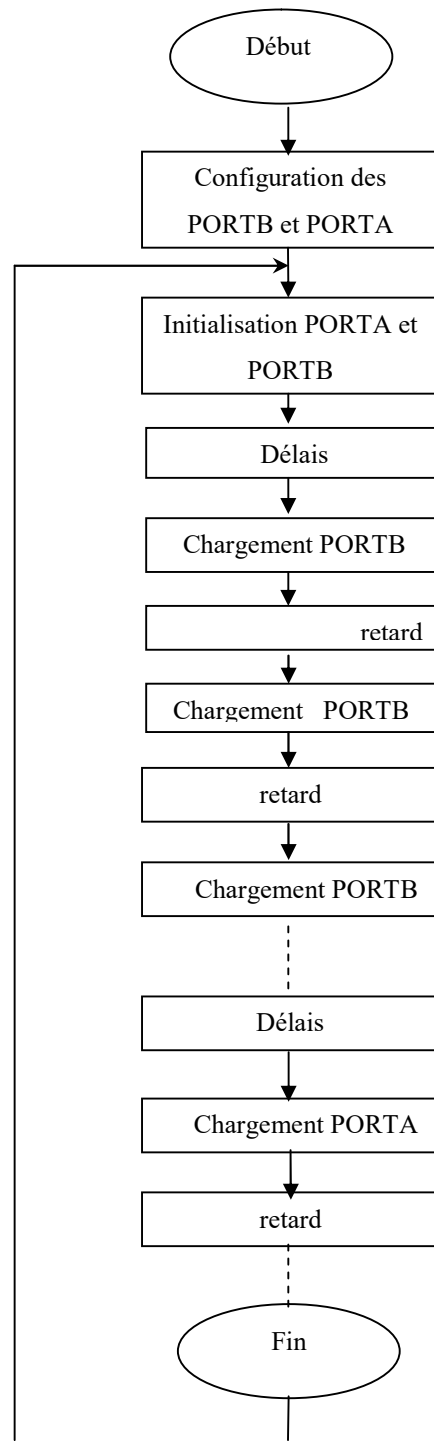 Début
Configuration des
PORTB et PORTA
Initialisation PORTA et
PORTB
Délais
Chargement PORTB
retard
Chargement PORTB
retard
Chargement PORTB
Délais
Chargement PORTA
retard
Fin